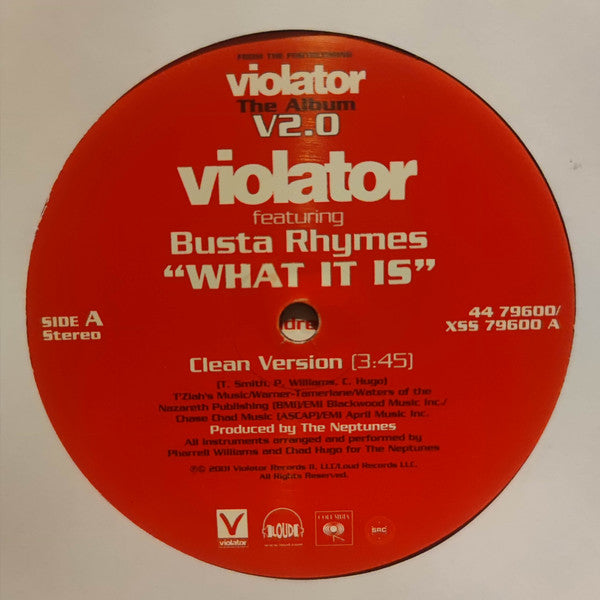 FROM THE FORTHCOMING
violator
The Album
V2.0
violator
featuring
Busta Rhymes
“WHAT IT IS”
SIDE A
Stereo
44 79600/
XSS 79600 A
Clean Version (3:45)
(T. Smith, P. Williams, C. Hugo)
T'Ziah's Music/Warner-Tamerlane/Waters of the
Nazareth Publishing (BMI)/EMI Blackwood Music Inc./
Chase Chad Music (ASCAP)/EMI April Music Inc.
Produced by The Neptunes
All instruments arranged and performed by
Pharrell Williams and Chad Hugo for The Neptunes
℗© 2001 Violator Records II, LLC/Loud Records LLC.
All Rights Reserved.
V
violator
LOUD
COLUMBIA
SRC